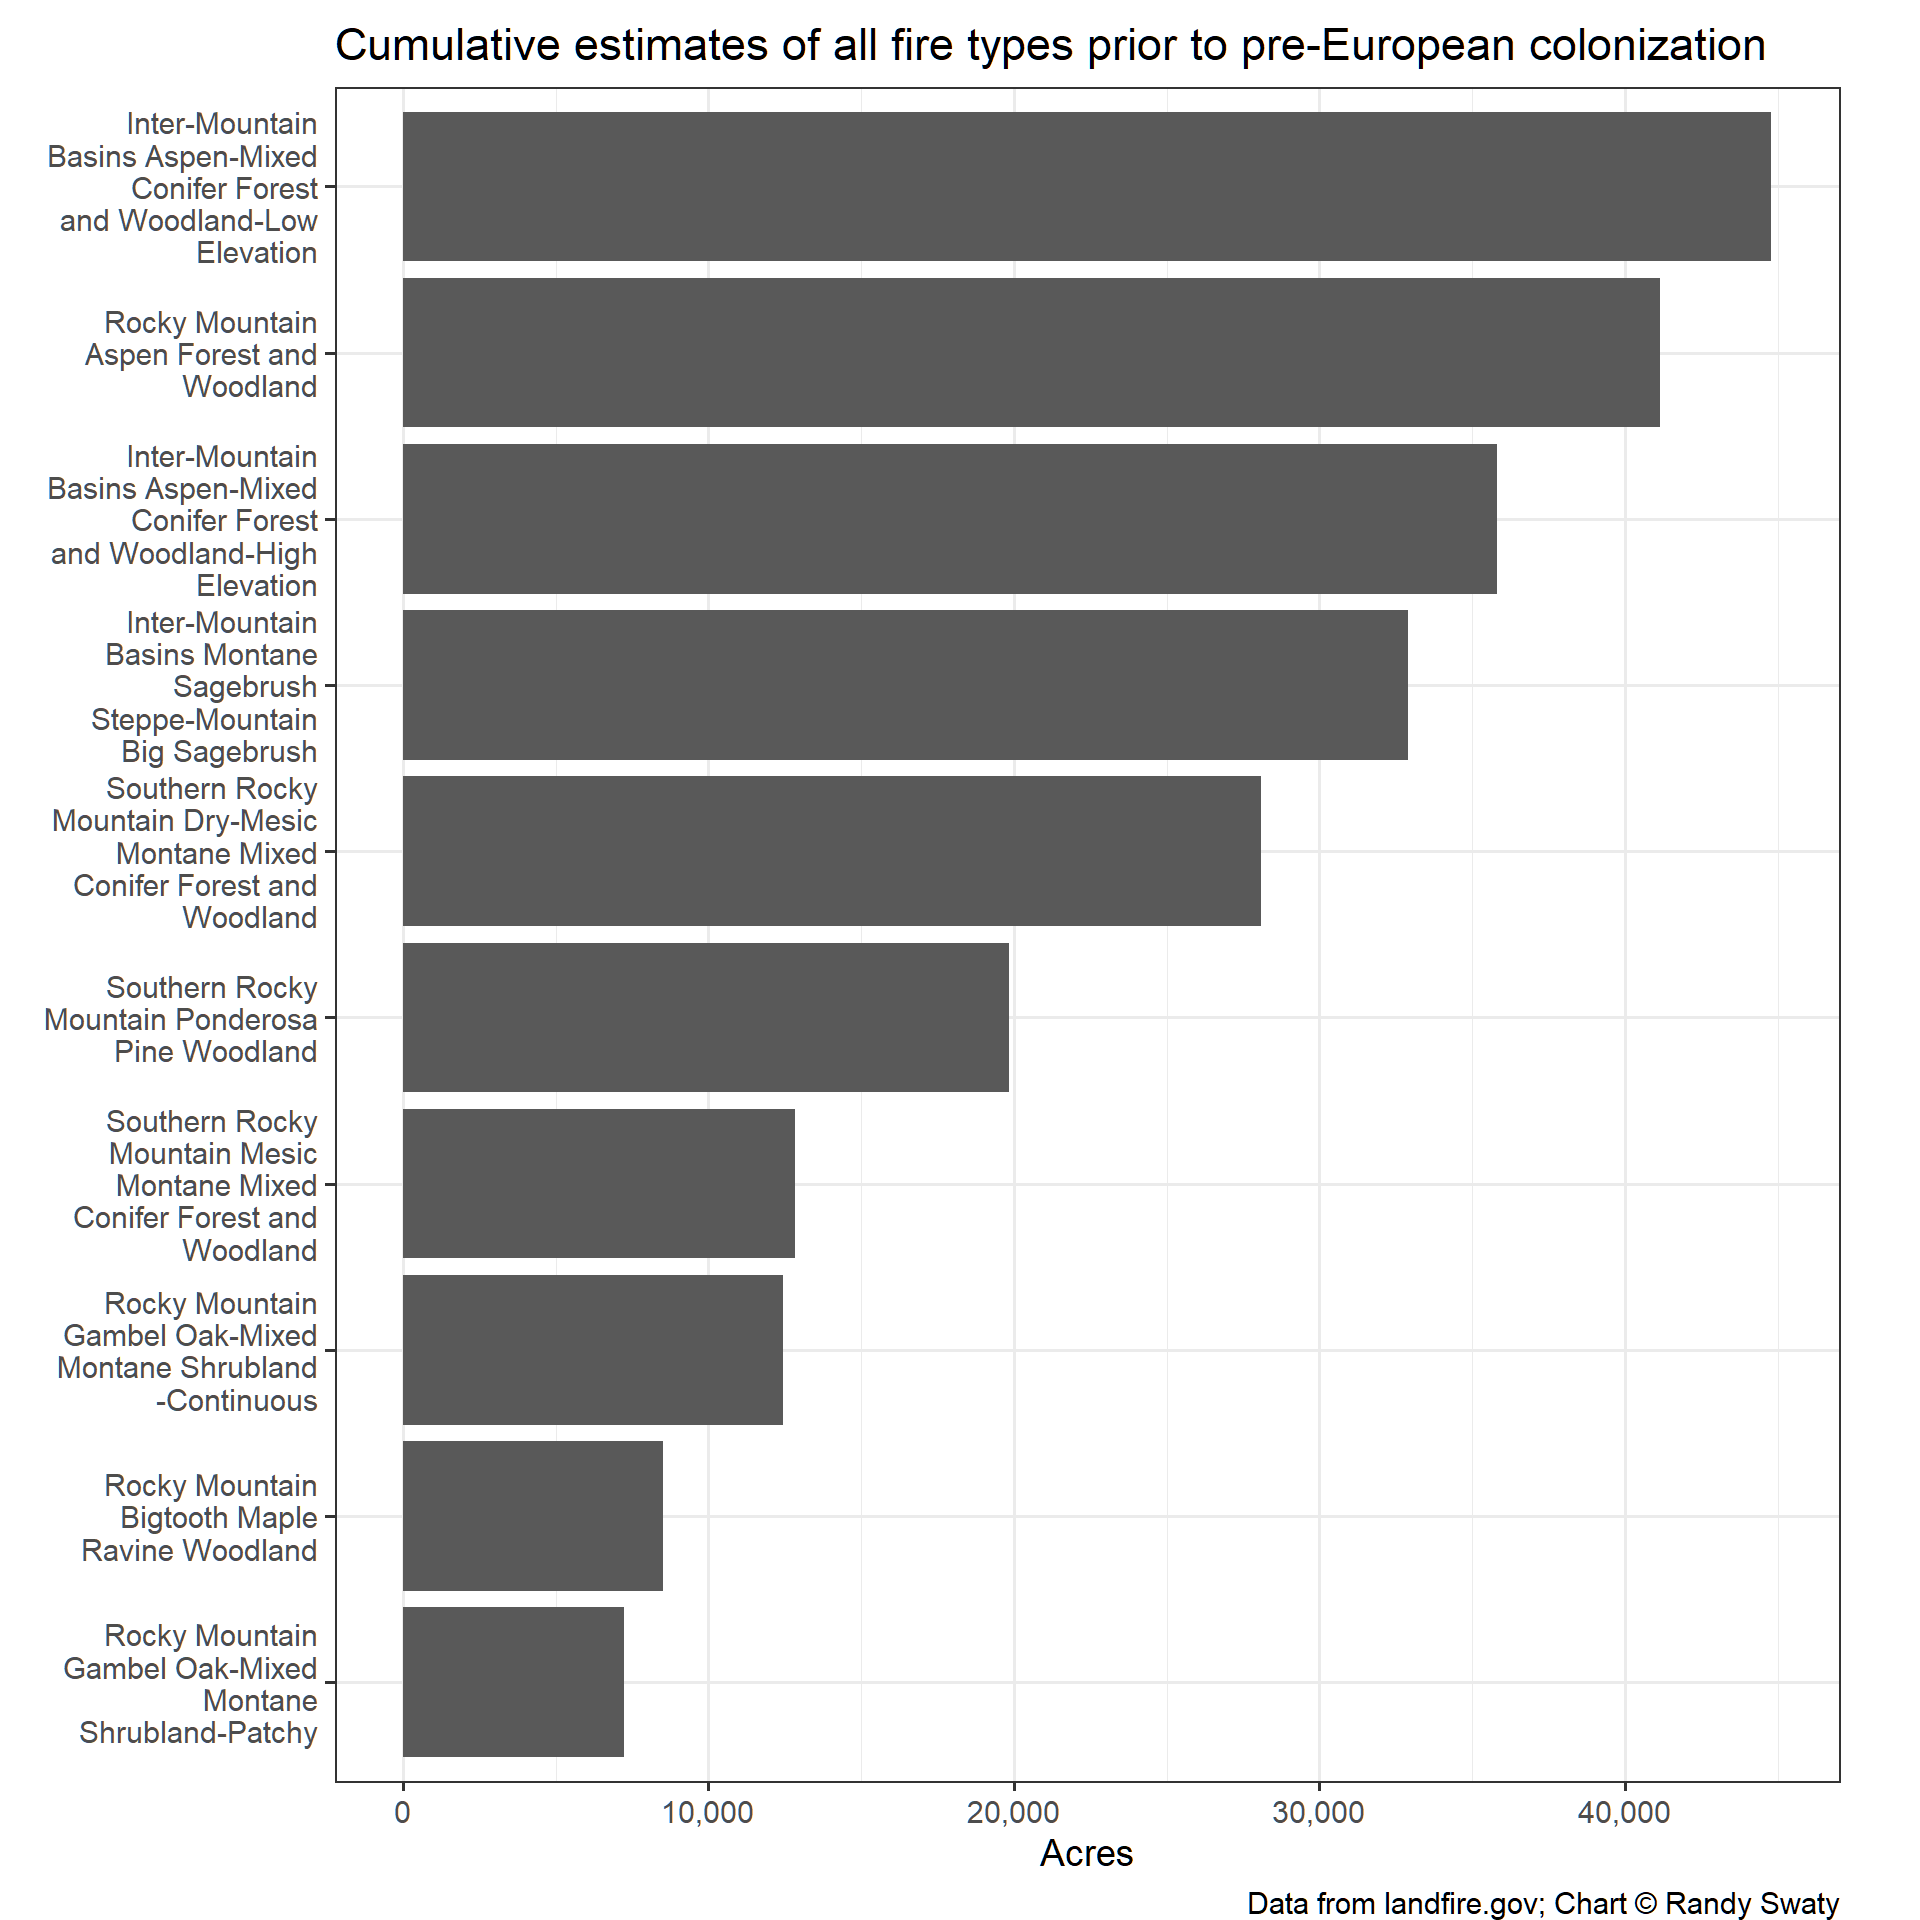 Cumulative estimates of all fire types prior to pre-European colonization
Inter-Mountain
Basins Aspen-Mixed
Conifer Forest
and Woodland-Low
Elevation
Rocky Mountain
Aspen Forest and
Woodland
Inter-Mountain
Basins Aspen-Mixed
Conifer Forest
and Woodland-High
Elevation
Inter-Mountain
Basins Montane
Sagebrush
Steppe-Mountain
Big Sagebrush
Southern Rocky
Mountain Dry-Mesic
Montane Mixed
Conifer Forest and
Woodland
Southern Rocky
Mountain Ponderosa
Pine Woodland
Southern Rocky
Mountain Mesic
Montane Mixed
Conifer Forest and
Woodland
Rocky Mountain
Gambel Oak-Mixed
Montane Shrubland
-Continuous
Rocky Mountain
Bigtooth Maple
Ravine Woodland
Rocky Mountain
Gambel Oak-Mixed
Montane
Shrubland-Patchy
0 10,000 20,000 30,000 40,000
Acres
Data from landfire.gov; Chart © Randy Swaty